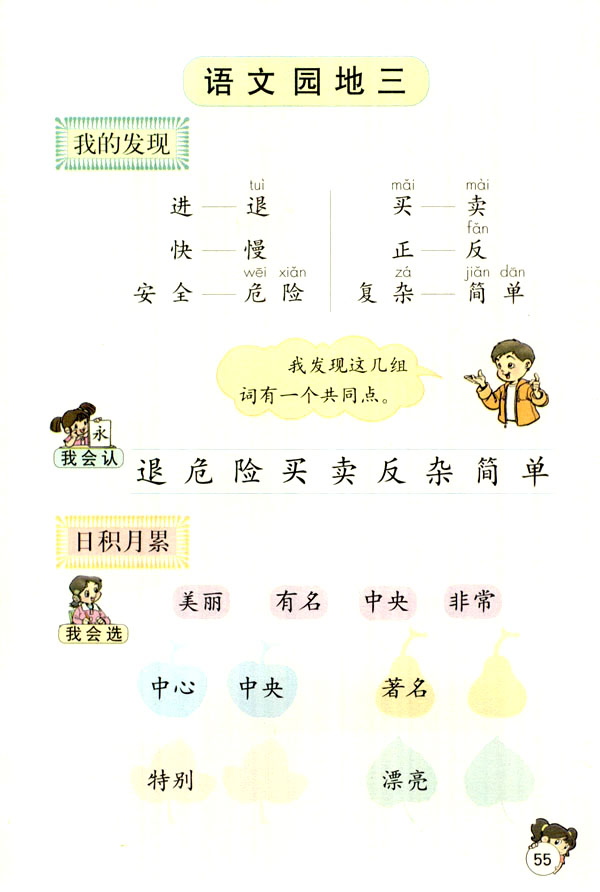 语文园地三
我的发现
tuì mǎi mài
进——退 买——卖
fǎn
快——慢 正——反
wēi xiǎn zá jiǎn dān
安全——危险 复杂——简单
我发现这几组
词有一个共同点。
永
我会认
退 危 险 买 卖 反 杂 简 单
日积月累
美丽 有名 中央 非常
我会选
中心 中央 著名
特别 漂亮
55